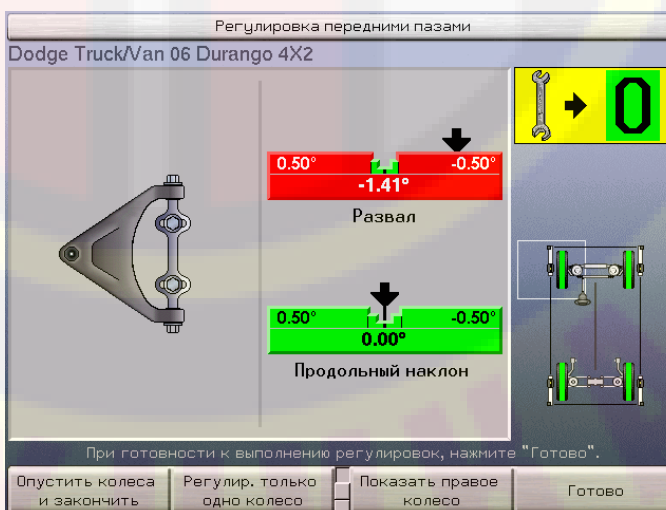 Регулировка передними пазами
Dodge Truck/Van 06 Durango 4X2
0.50° -0.50°
-1.41°
Развал
0.50° -0.50°
0.00°
Продольный наклон
0
При готовности к выполнению регулировок, нажмите "Готово".
Опустить колеса
и закончить
Регулир. только
одно колесо
Показать правое
колесо
Готово